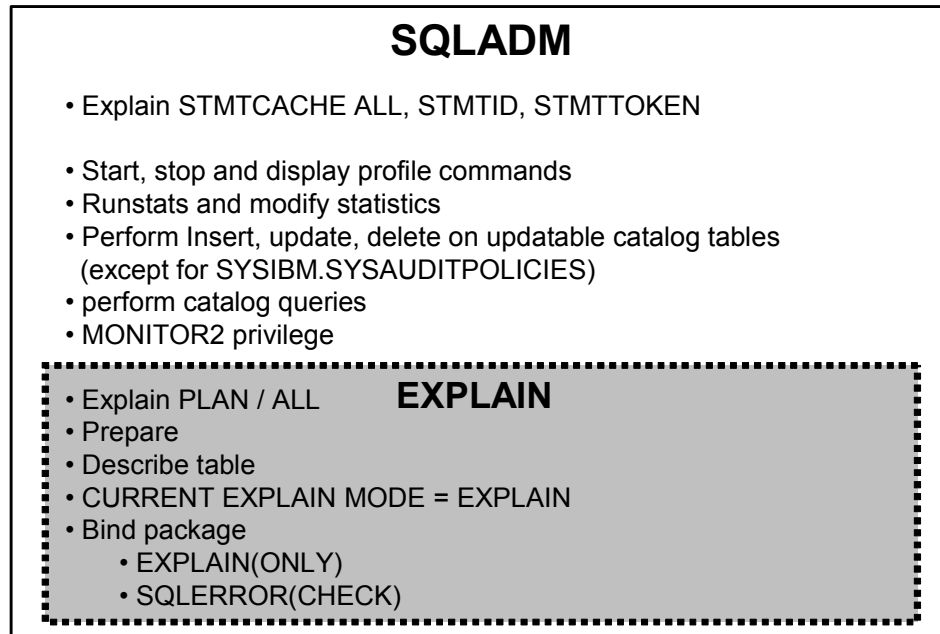 SQLADM
• Explain STMTCACHE ALL, STMTID, STMTTOKEN
• Start, stop and display profile commands
• Runstats and modify statistics
• Perform Insert, update, delete on updatable catalog tables
(except for SYSIBM.SYSAUDITPOLICIES)
• perform catalog queries
• MONITOR2 privilege
• Explain PLAN / ALL EXPLAIN
• Prepare
• Describe table
• CURRENT EXPLAIN MODE = EXPLAIN
• Bind package
• EXPLAIN(ONLY)
• SQLERROR(CHECK)